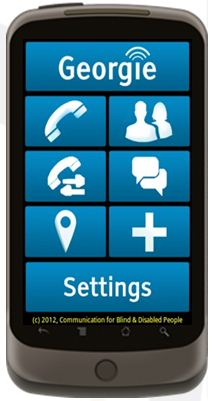 Georgie
Settings
(c) 2012, Communication for Blind & Disabled People